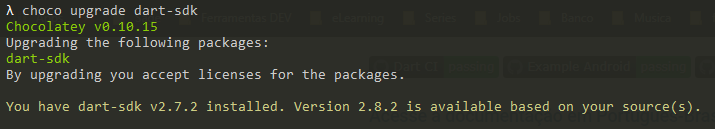 λ choco upgrade dart-sdk
Chocolatey v0.10.15
Upgrading the following packages:
dart-sdk
By upgrading you accept licenses for the packages.
You have dart-sdk v2.7.2 installed. Version 2.8.2 is available based on your source(s).